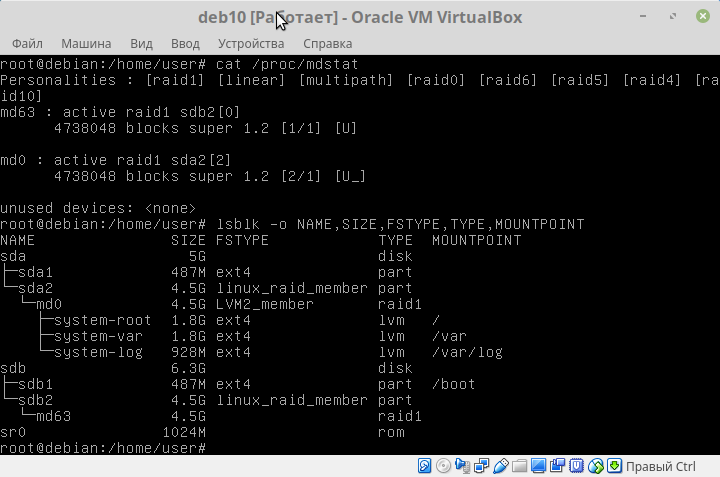 deb10 [Работает] - Oracle VM VirtualBox
Файл Машина Вид Ввод Устройства Справка
root@debian:/home/user# cat /proc/mdstat
Personalities : [raid1] [linear] [multipath] [raid0] [raid6] [raid5] [raid4] [ra
id10]
md63 : active raid1 sdb2[0]
      4738048 blocks super 1.2 [1/1] [U]

md0 : active raid1 sda2[2]
      4738048 blocks super 1.2 [2/1] [U_]

unused devices: <none>
root@debian:/home/user# lsblk -o NAME,SIZE,FSTYPE,TYPE,MOUNTPOINT
NAME               SIZE FSTYPE            TYPE  MOUNTPOINT
sda                  5G                   disk
├─sda1             487M ext4              part
└─sda2             4.5G linux_raid_member part
  └─md0            4.5G LVM2_member       raid1
    ├─system-root  1.8G ext4              lvm   /
    ├─system-var   1.8G ext4              lvm   /var
    └─system-log   928M ext4              lvm   /var/log
sdb                6.3G                   disk
├─sdb1             487M ext4              part  /boot
└─sdb2             4.5G linux_raid_member part
  └─md63           4.5G                   raid1
sr0               1024M                   rom
root@debian:/home/user#
Правый Ctrl